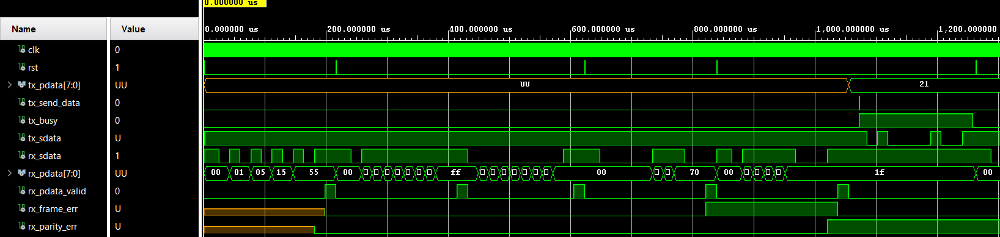 0.000000 us
Name Value
0.000000 us 200.000000 us 400.000000 us 600.000000 us 800.000000 us 1,000.000000 us 1,200.000000
clk 0
rst 1
tx_pdata[7:0] UU UU 21
tx_send_data 0
tx_busy 0
tx_sdata U
rx_sdata 1
rx_pdata[7:0] UU 00 01 05 15 55 00 ff 00 70 00 1f 00
rx_pdata_valid 0
rx_frame_err U
rx_parity_err U